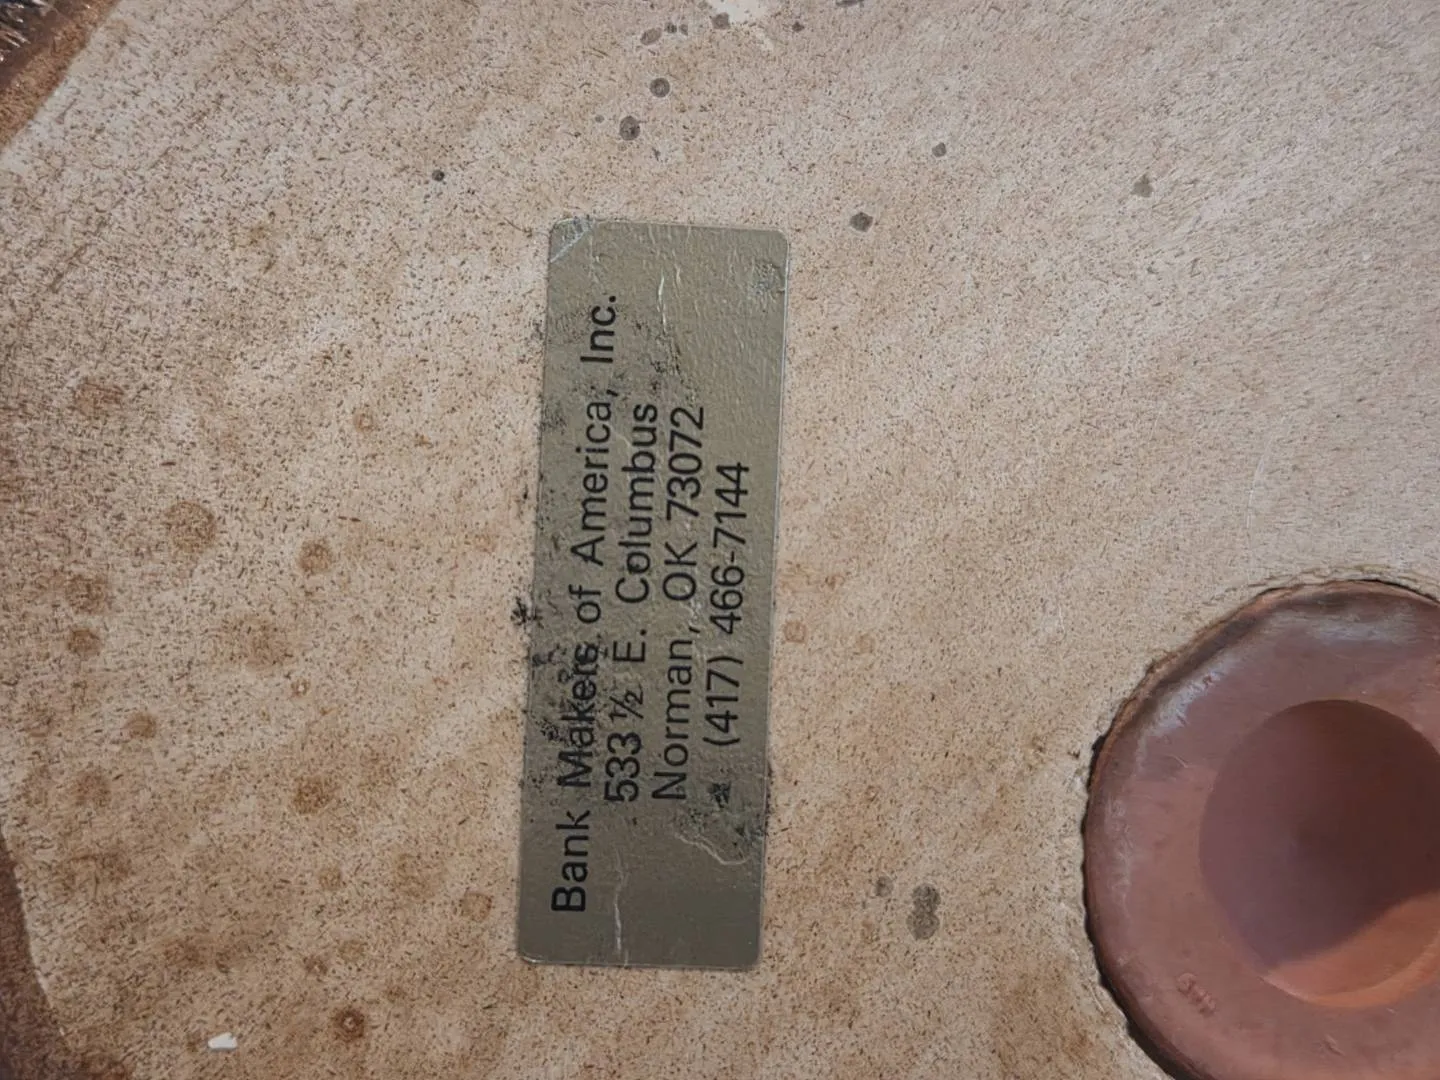 Bank Makers of America, Inc.
533 ½ E. Columbus
Norman, OK 73072
(417) 466-7144